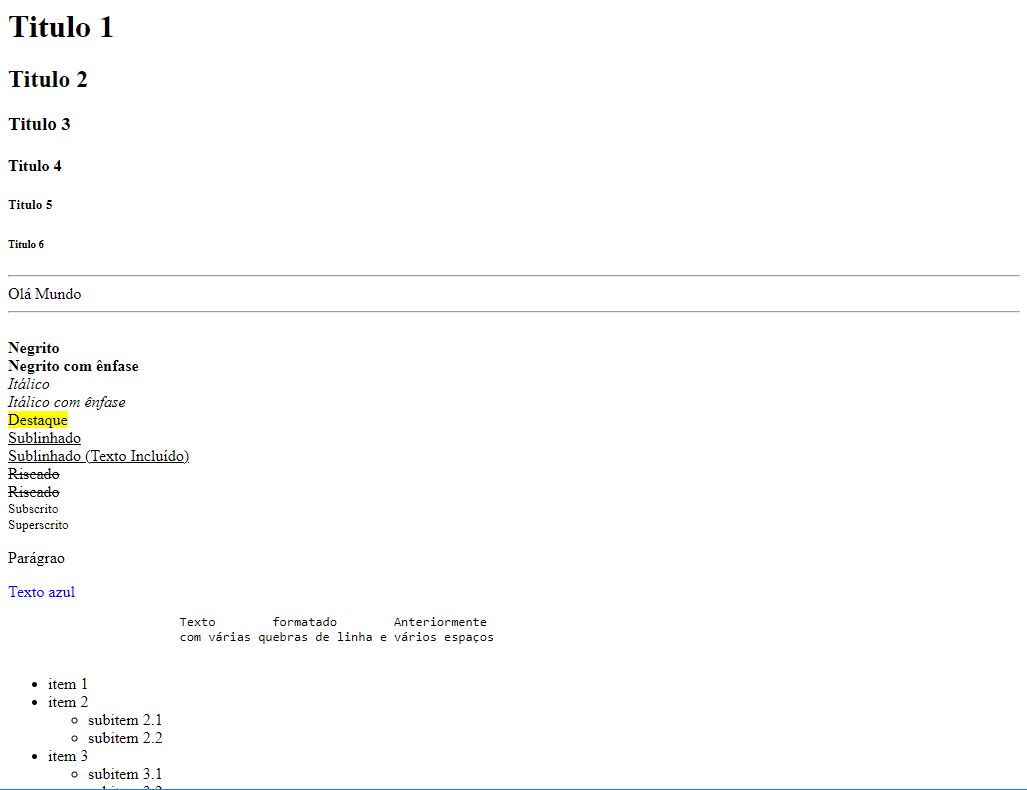 Titulo 1
Titulo 2
Titulo 3
Titulo 4
Titulo 5
Titulo 6
Olá Mundo
Negrito
Negrito com ênfase
Itálico
Itálico com ênfase
Destaque
Sublinhado
Sublinhado (Texto Incluído)
Riscado
Riscado
Subscrito
Superscrito
Parágrao
Texto azul
Texto formatado Anteriormente
com várias quebras de linha e vários espaços
item 1
item 2
subitem 2.1
subitem 2.2
item 3
subitem 3.1